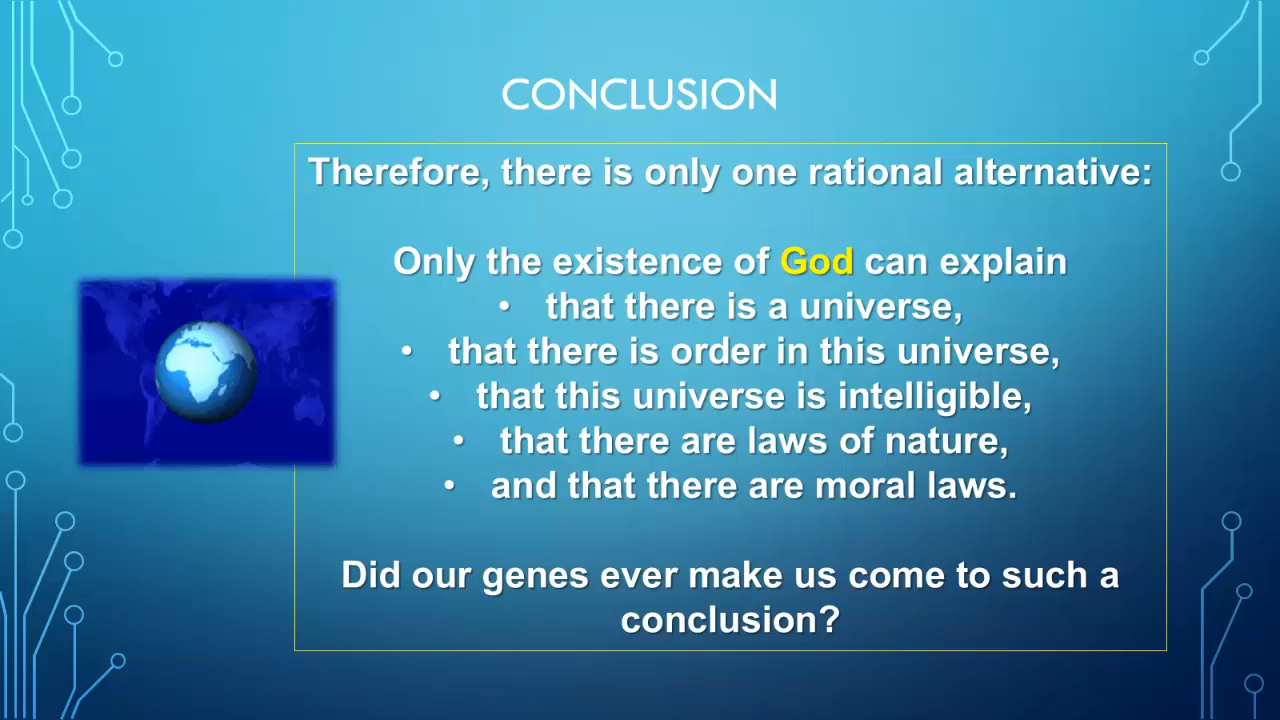 CONCLUSION
Therefore, there is only one rational alternative:
Only the existence of God can explain
• that there is a universe,
• that there is order in this universe,
• that this universe is intelligible,
• that there are laws of nature,
• and that there are moral laws.
Did our genes ever make us come to such a
conclusion?